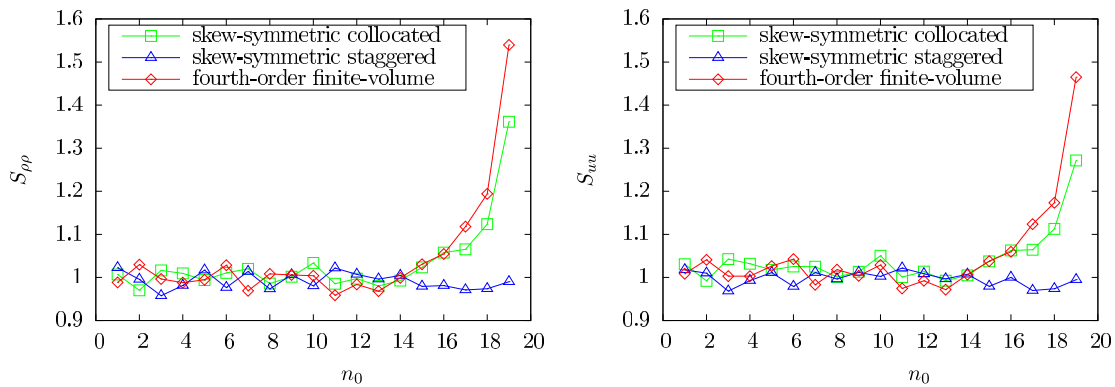 skew-symmetric collocated
skew-symmetric staggered
fourth-order finite-volume
1.6
1.5
1.4
1.3
1.2
1.1
1
0.9
S_ρρ
0 2 4 6 8 10 12 14 16 18 20
n_0
skew-symmetric collocated
skew-symmetric staggered
fourth-order finite-volume
1.6
1.5
1.4
1.3
1.2
1.1
1
0.9
S_uu
0 2 4 6 8 10 12 14 16 18 20
n_0